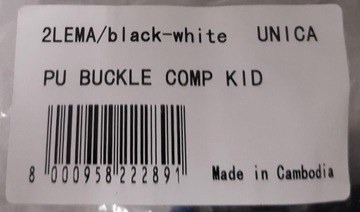 2LEMA/black-white UNICA
PU BUCKLE COMP KID
8 000958 222891
Made in Cambodia